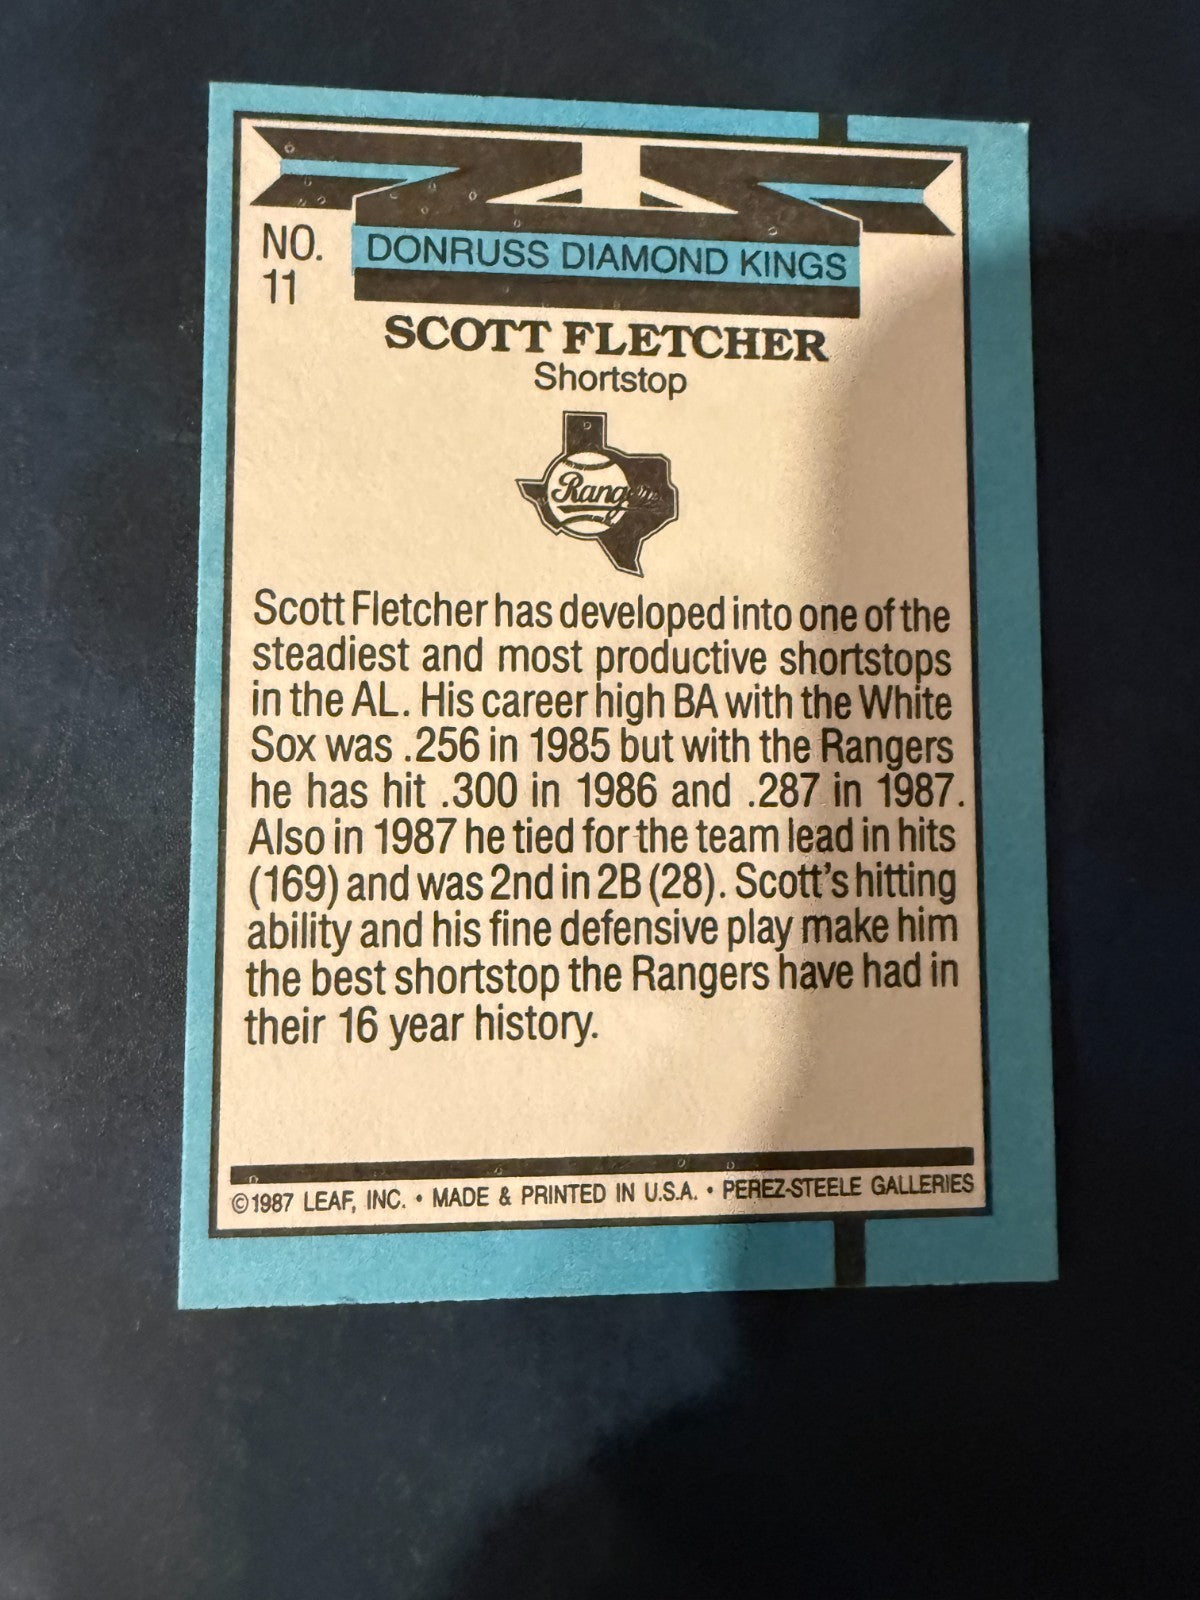 NO.
11
DONRUSS DIAMOND KINGS
SCOTT FLETCHER
Shortstop
Rangers
Scott Fletcher has developed into one of the
steadiest and most productive shortstops
in the AL. His career high BA with the White
Sox was .256 in 1985 but with the Rangers
he has hit .300 in 1986 and .287 in 1987.
Also in 1987 he tied for the team lead in hits
(169) and was 2nd in 2B (28). Scott's hitting
ability and his fine defensive play make him
the best shortstop the Rangers have had in
their 16 year history.
©1987 LEAF, INC. • MADE & PRINTED IN U.S.A. • PEREZ-STEELE GALLERIES